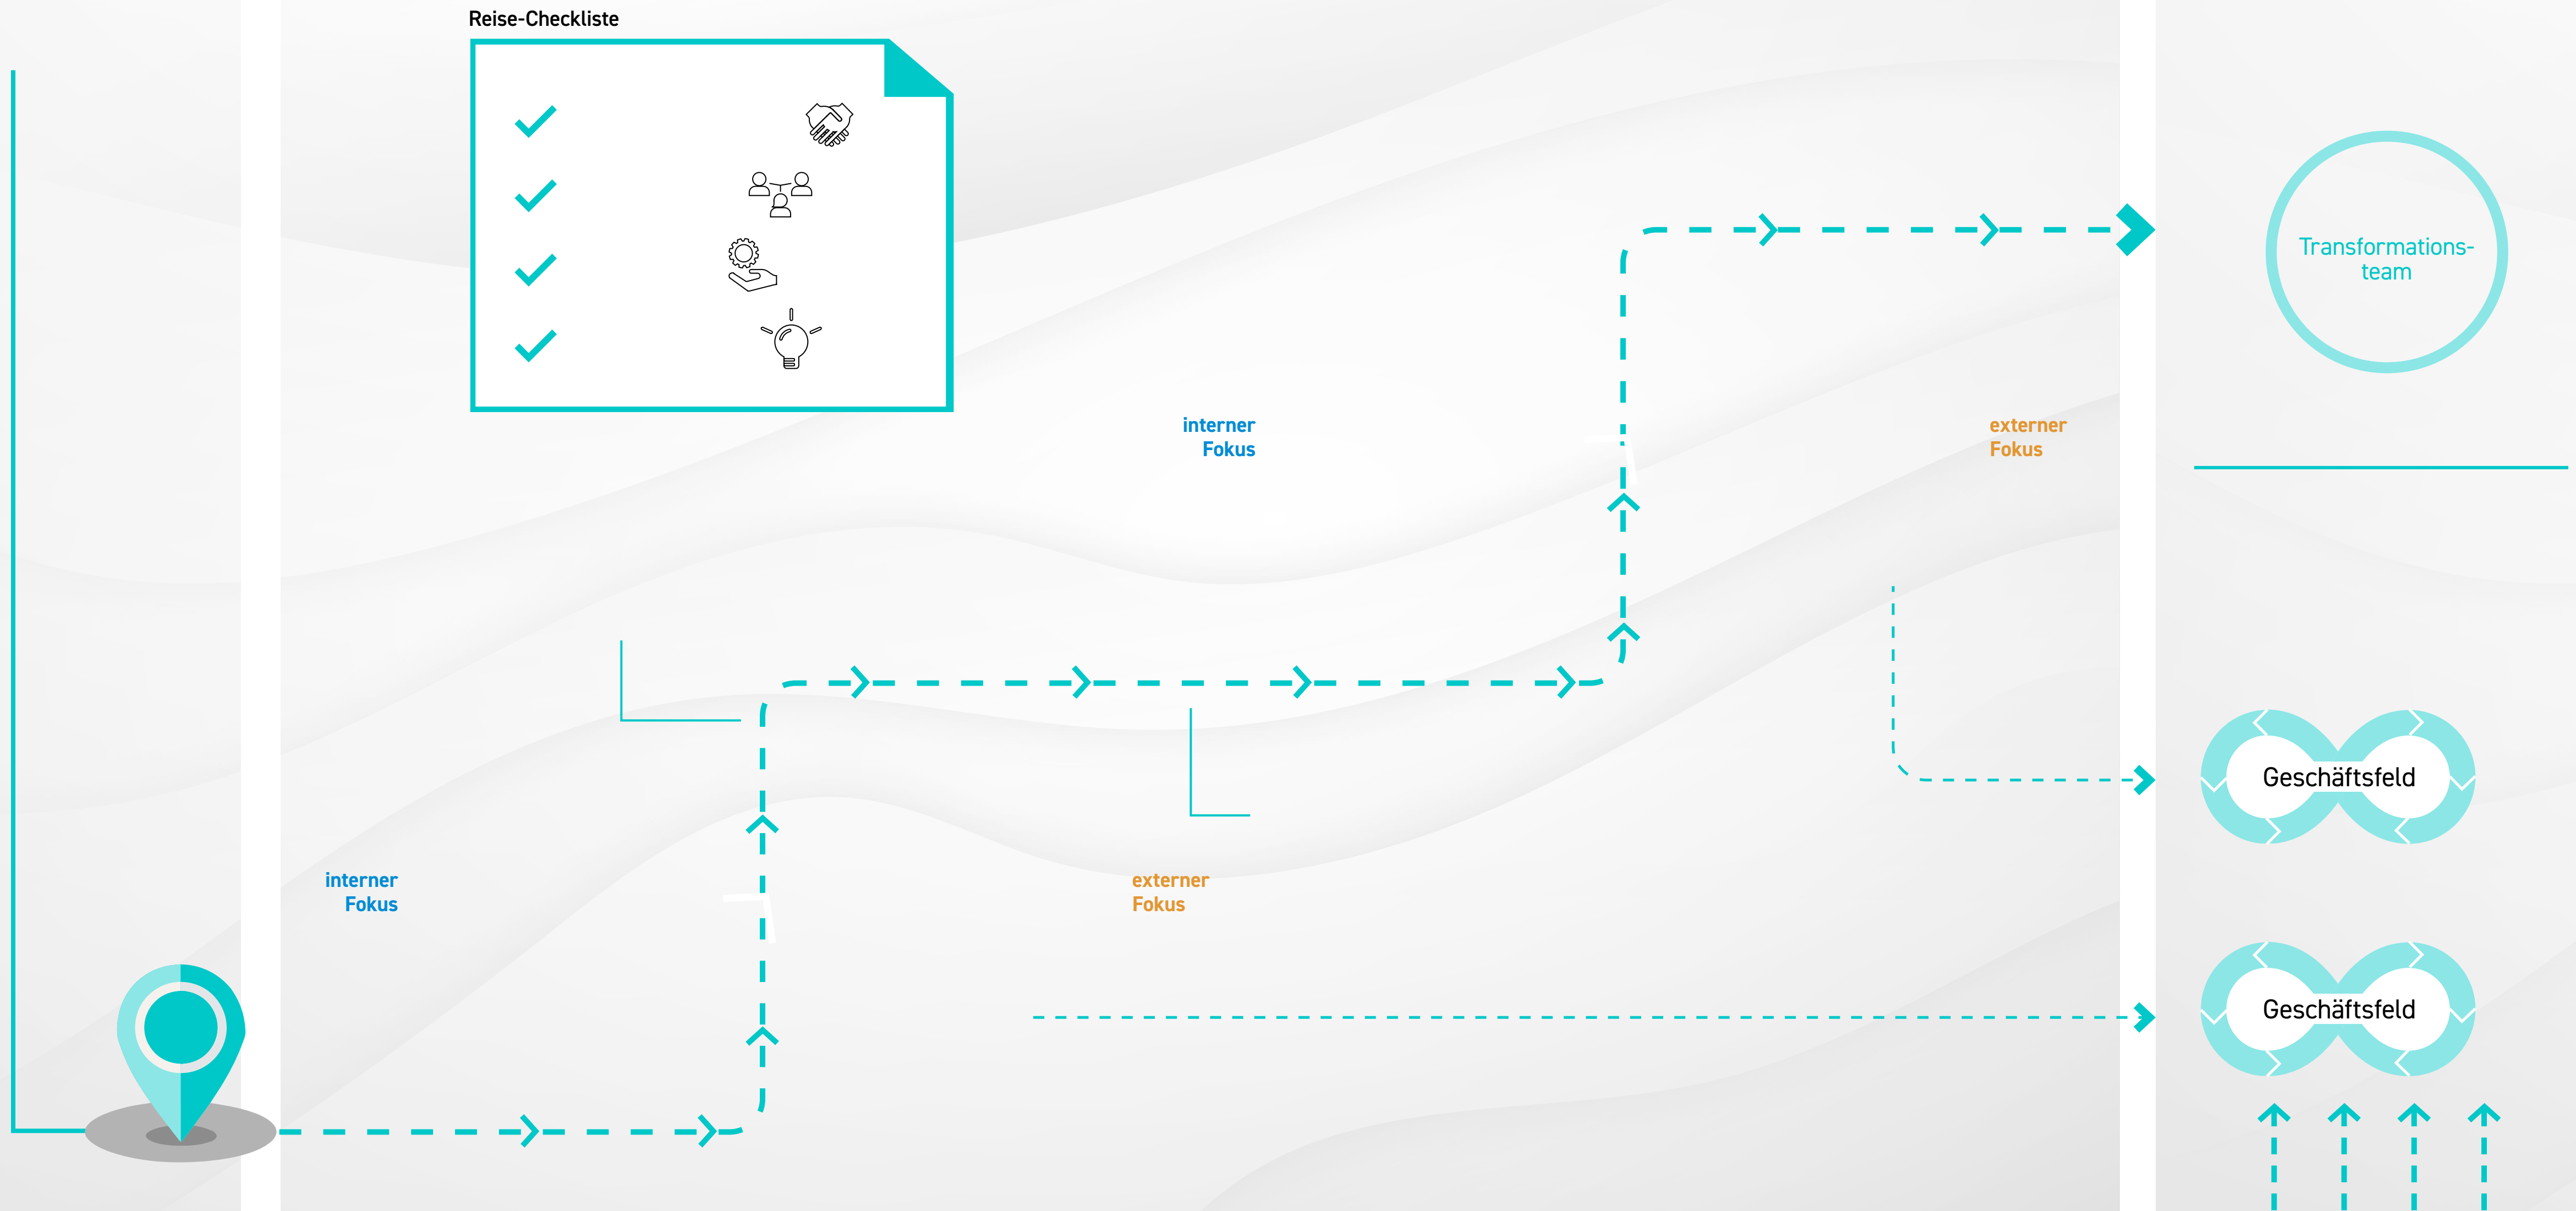 Reise-Checkliste
Transformations-
team
interner
Fokus
externer
Fokus
Geschäftsfeld
interner
Fokus
externer
Fokus
Geschäftsfeld